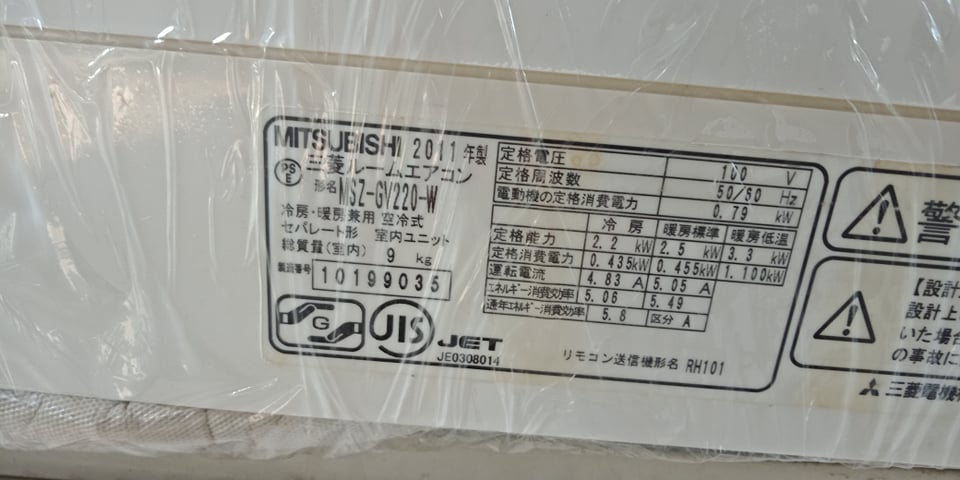 MITSUBISHI 2011年製
PSE
三菱ルームエアコン
形名 MSZ-GV220-W
冷房・暖房兼用 空冷式
セパレート形 室内ユニット
総質量(室内) 9 kg
製造番号 10199035
G JIS JET
JE0308014
定格電圧 100 V
定格周波数 50/50 Hz
電動機の定格消費電力 0.79 kW
冷房 暖房標準 暖房低温
定格能力 2.2 kW 2.5 kW 3.3 kW
定格消費電力 0.435kW 0.455kW 1.100kW
運転電流 4.83 A 5.05 A
エネルギー消費効率 5.06 5.49
通年エネルギー消費効率 5.8 区分 A
リモコン送信機形名 RH101
警
【設計
設計上
いた場合
の事故に
三菱電機